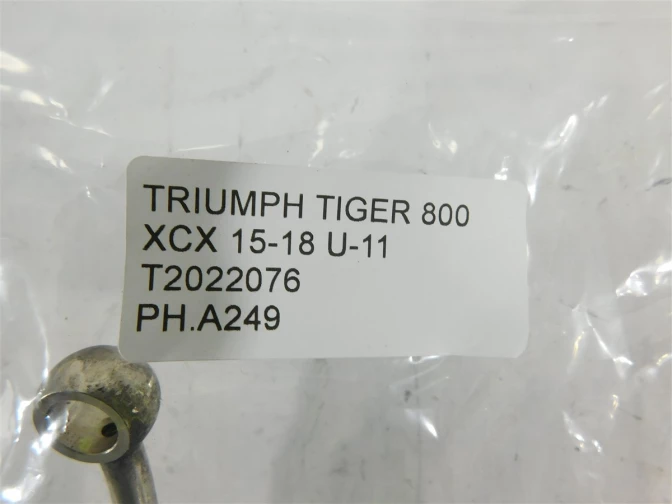 TRIUMPH TIGER 800
XCX 15-18 U-11
T2022076
PH.A249